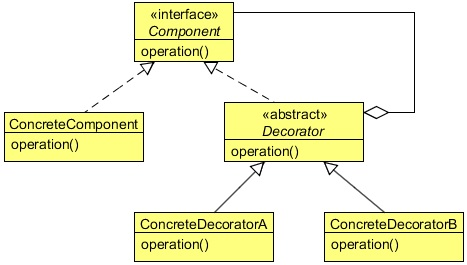 «interface»
Component
operation()
ConcreteComponent
operation()
«abstract»
Decorator
operation()
ConcreteDecoratorA
operation()
ConcreteDecoratorB
operation()